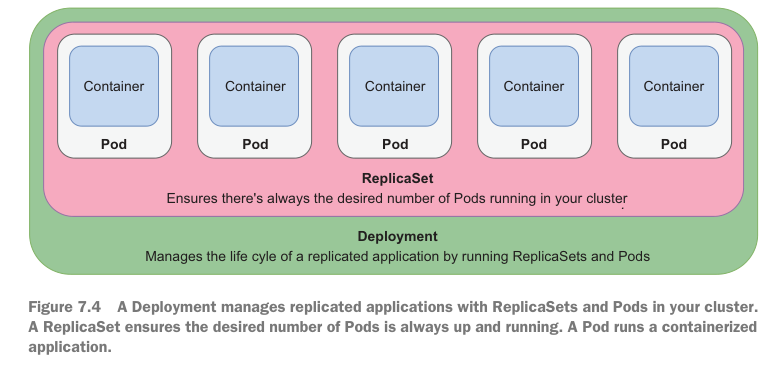 Container Container Container Container Container
Pod Pod Pod Pod Pod
ReplicaSet
Ensures there's always the desired number of Pods running in your cluster
Deployment
Manages the life cyle of a replicated application by running ReplicaSets and Pods
Figure 7.4 A Deployment manages replicated applications with ReplicaSets and Pods in your cluster.
A ReplicaSet ensures the desired number of Pods is always up and running. A Pod runs a containerized
application.